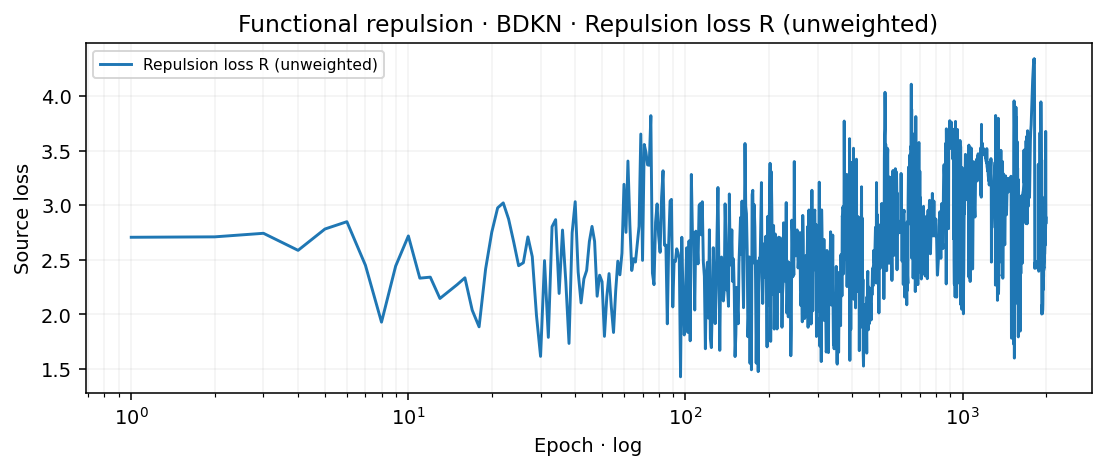 Functional repulsion · BDKN · Repulsion loss R (unweighted)
Repulsion loss R (unweighted)
Source loss
4.0
3.5
3.0
2.5
2.0
1.5
10⁰
10¹
10²
10³
Epoch · log